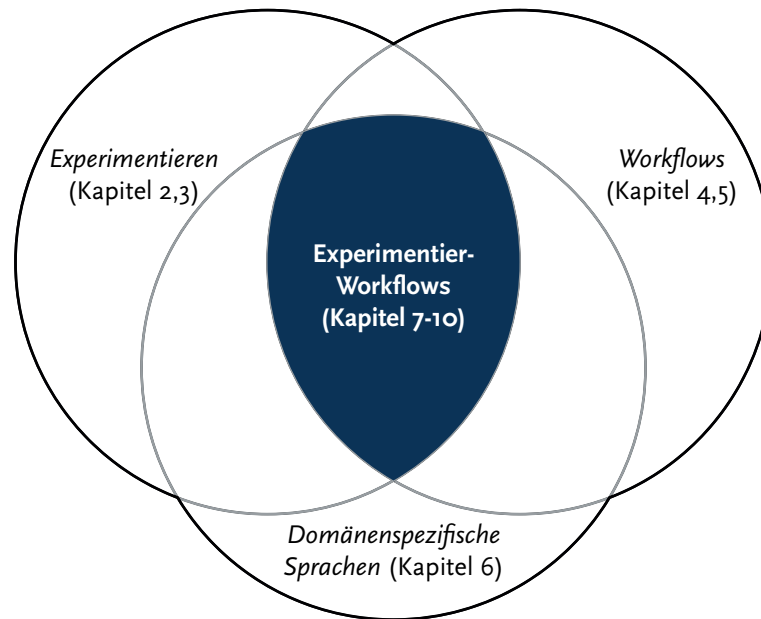 Experimentieren
(Kapitel 2,3)
Workflows
(Kapitel 4,5)
Experimentier-
Workflows
(Kapitel 7-10)
Domänenspezifische
Sprachen (Kapitel 6)